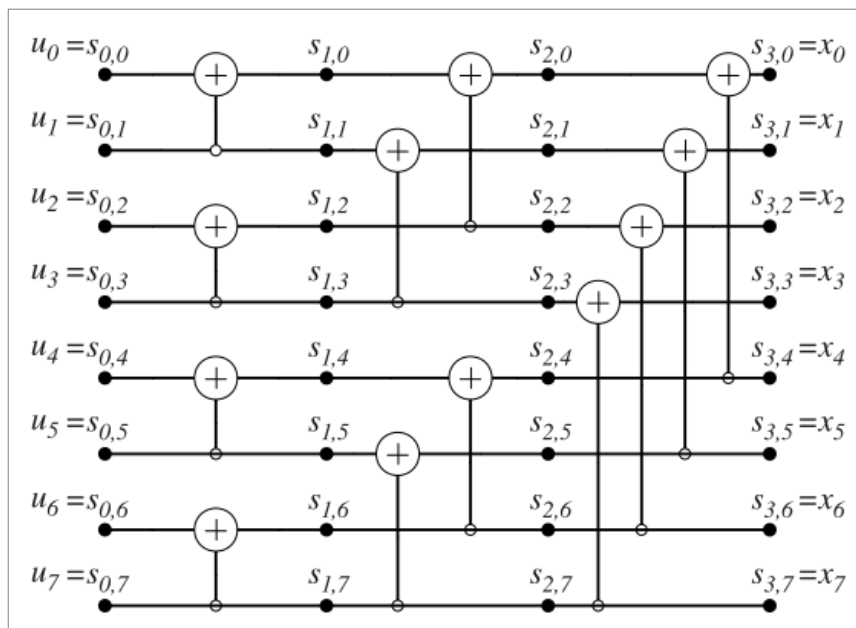 u0=s0,0 s1,0 s2,0 s3,0=x0
+ + +
u1=s0,1 s1,1 s2,1 s3,1=x1
+ +
u2=s0,2 s1,2 s2,2 s3,2=x2
+ +
u3=s0,3 s1,3 s2,3 s3,3=x3
+
u4=s0,4 s1,4 s2,4 s3,4=x4
+ +
u5=s0,5 s1,5 s2,5 s3,5=x5
+
u6=s0,6 s1,6 s2,6 s3,6=x6
+
u7=s0,7 s1,7 s2,7 s3,7=x7